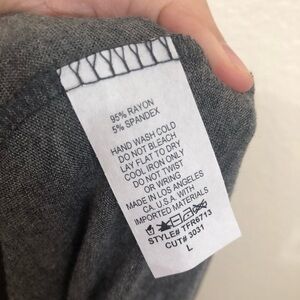 95% RAYON
5% SPANDEX
HAND WASH COLD
DO NOT BLEACH
LAY FLAT TO DRY
COOL IRON ONLY
DO NOT TWIST
OR WRING
MADE IN LOS ANGELES
CA. U.S.A. WITH
IMPORTED MATERIALS
STYLE# TFR6713
CUT# 3031
L